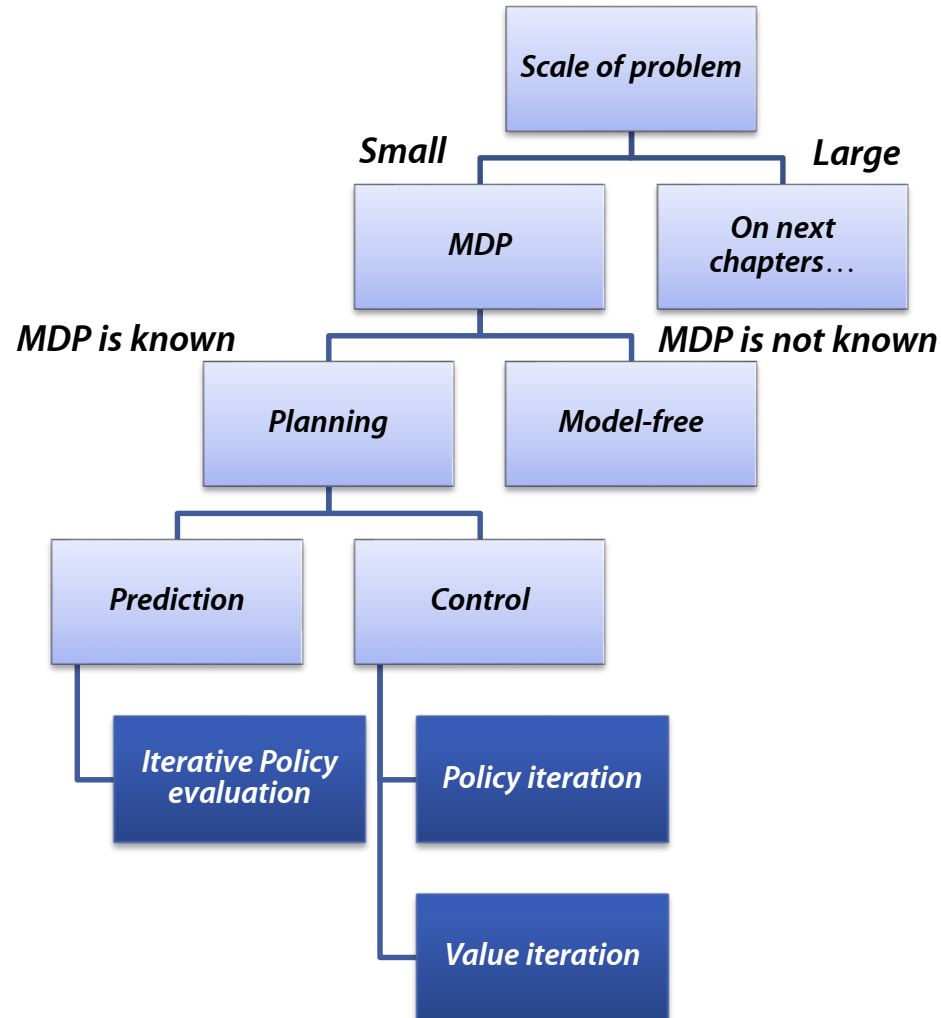 Scale of problem
Small
Large
MDP
On next
chapters...
MDP is known
MDP is not known
Planning
Model-free
Prediction
Control
Iterative Policy
evaluation
Policy iteration
Value iteration